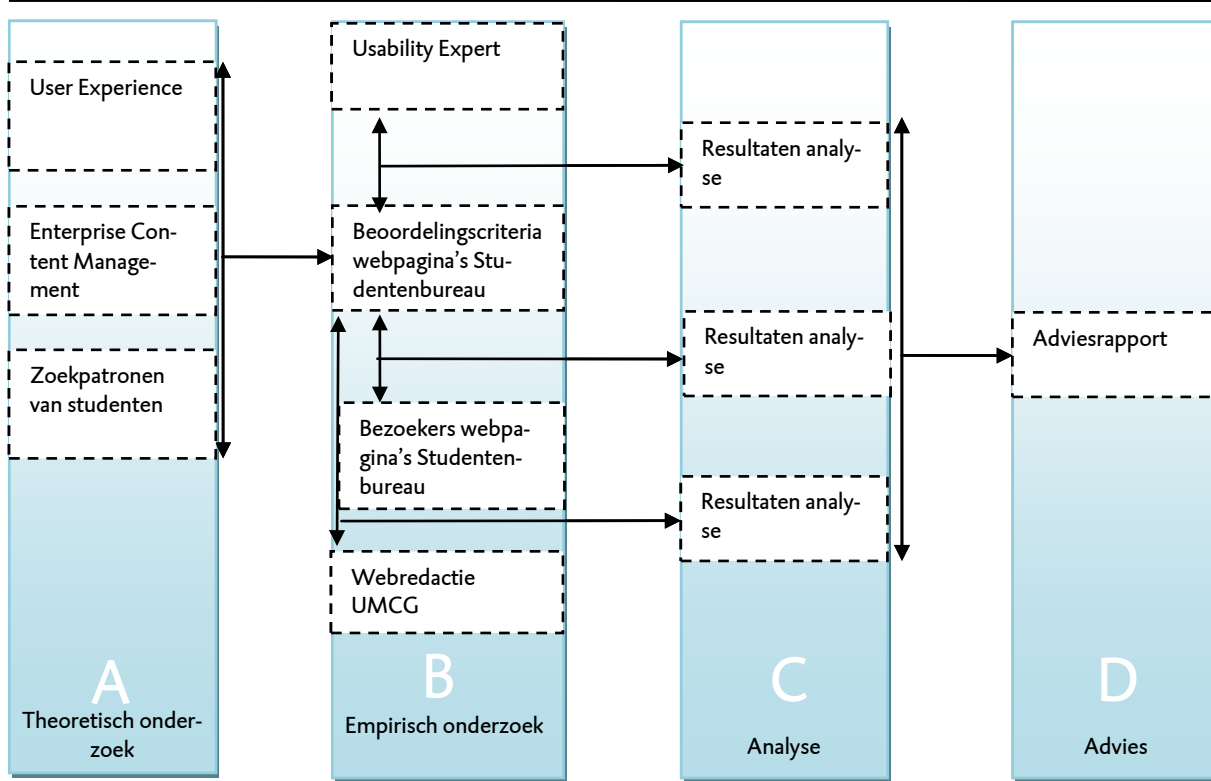 User Experience
Enterprise Con-
tent Manage-
ment
Zoekpatronen
van studenten
A
Theoretisch onder-
zoek
Usability Expert
Beoordelingscriteria
webpagina’s Stu-
dentenbureau
Bezoekers webpa-
gina’s Studenten-
bureau
Webredactie
UMCG
B
Empirisch onderzoek
Resultaten analy-
se
Resultaten analy-
se
Resultaten analy-
se
C
Analyse
Adviesrapport
D
Advies